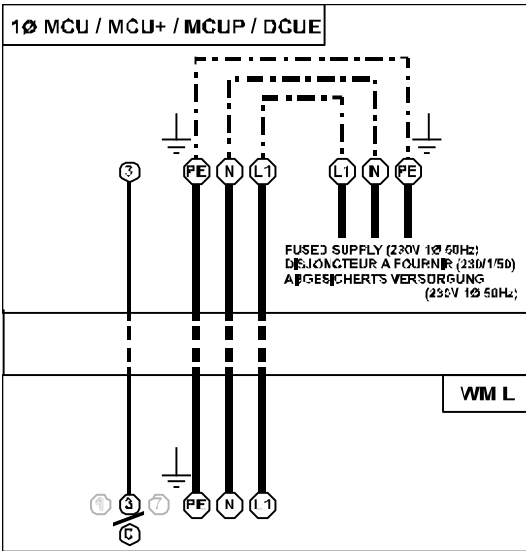 1Ø MCU / MCU+ / MCUP / DCUE
3 PE N L1 L1 N PE
FUSED SUPPLY (230V 1Ø 50Hz)
DISJONCTEUR A FOURNIR (230/1/50)
ABGESICHERTE VERSORGUNG
(230V 1Ø 50Hz)
WM L
1 3 7 PE N L1
C